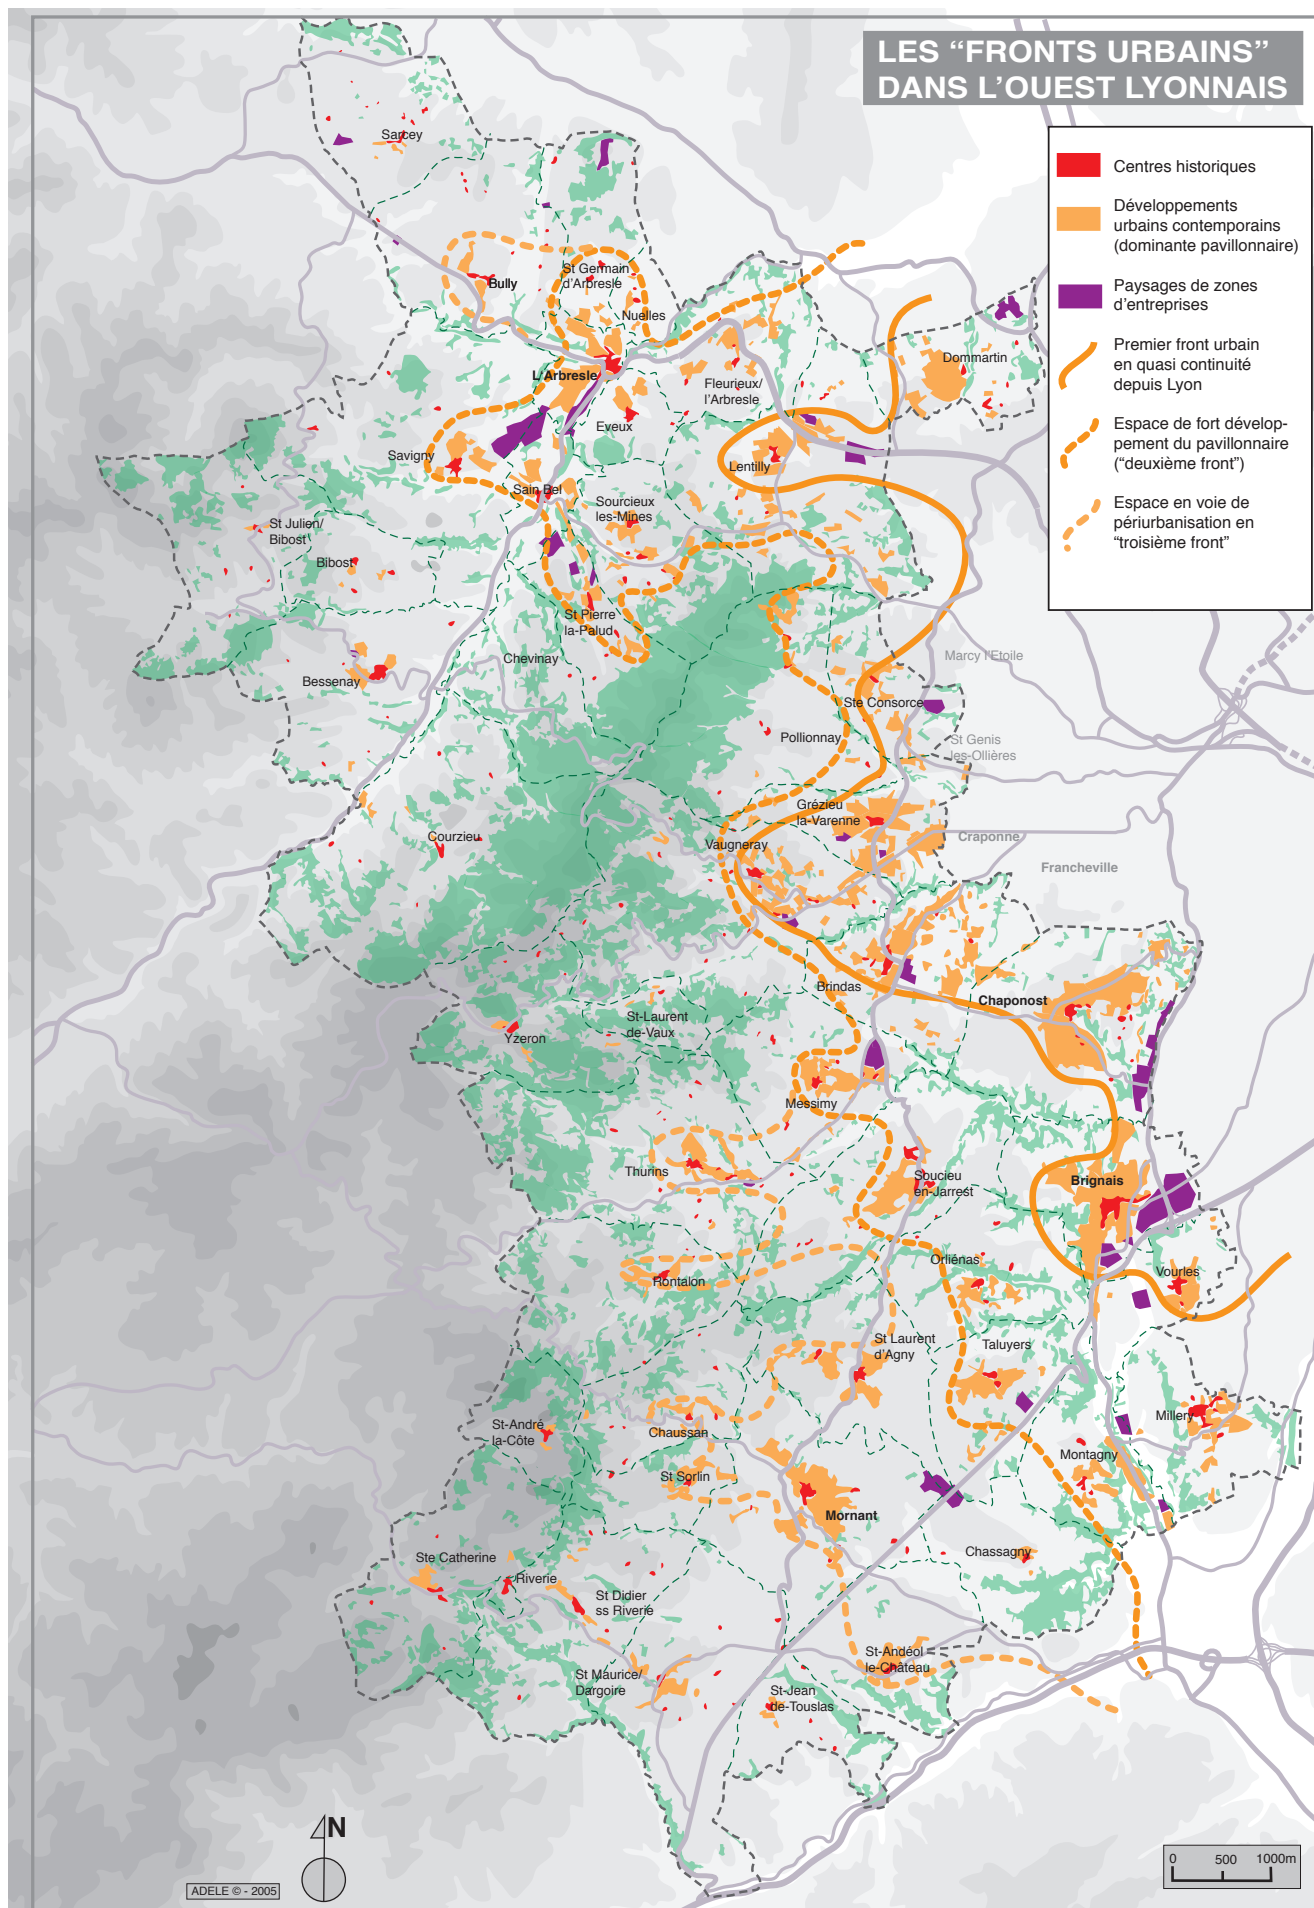 LES “FRONTS URBAINS”
DANS L’OUEST LYONNAIS
Centres historiques
Développements
urbains contemporains
(dominante pavillonnaire)
Paysages de zones
d’entreprises
Premier front urbain
en quasi continuité
depuis Lyon
Espace de fort dévelop-
pement du pavillonnaire
(“deuxième front”)
Espace en voie de
périurbanisation en
“troisième front”
Sarcey
Bully
St Germain
d’Arbresle
Nuelles
L’Arbresle
Fleurieux/
l’Arbresle
Dommartin
Eveux
Savigny
Lentilly
Sain Bel
Sourcieux
les-Mines
St Julien/
Bibost
Bibost
St Pierre
la-Palud
Chevinay
Bessenay
Marcy l’Etoile
Ste Consorce
Pollionnay
St Genis
les-Ollières
Grézieu
la-Varenne
Courzieu
Vaugneray
Craponne
Francheville
Brindas
Chaponost
St-Laurent
de-Vaux
Yzeron
Messimy
Thurins
Soucieu
en-Jarrest
Brignais
Orliénas
Vourles
Rontalon
St Laurent
d’Agny
Taluyers
St-André
la-Côte
Chaussan
Millery
St Sorlin
Montagny
Mornant
Chassagny
Ste Catherine
Riverie
St Didier
ss Riverie
St-Andéol
le-Château
St Maurice/
Dargoire
St-Jean
de-Touslas
N
ADELE © - 2005
0 500 1000m